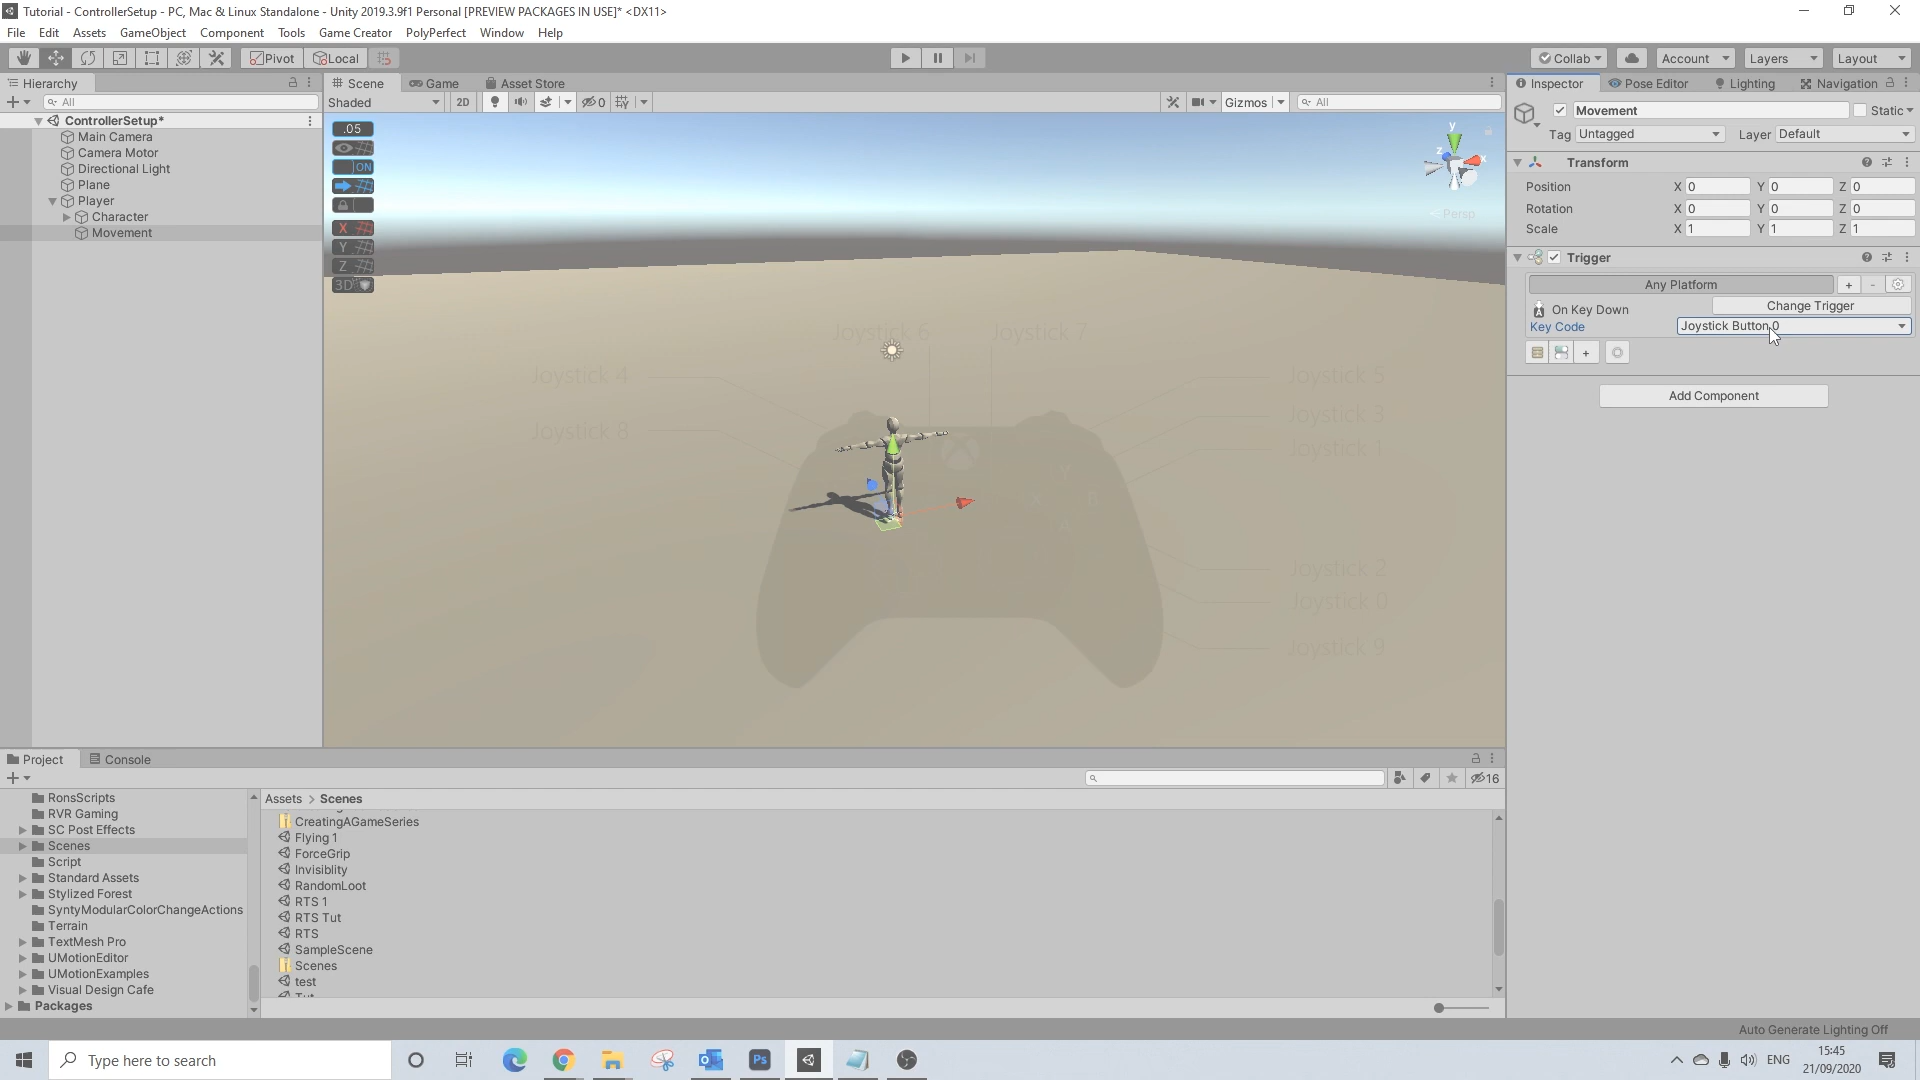 Tutorial - ControllerSetup - PC, Mac & Linux Standalone - Unity 2019.3.9f1 Personal [PREVIEW PACKAGES IN USE]* <DX11>
File Edit Assets GameObject Component Tools Game Creator PolyPerfect Window Help
Pivot Local Collab Account Layers Layout
Hierarchy
All
ControllerSetup*
Main Camera
Camera Motor
Directional Light
Plane
Player
Character
Movement
Scene Game Asset Store
Shaded 2D 0 Gizmos All
.05
ON
X
Y
Z
3D
y
z
x
Persp
Joystick 6 Joystick 7
Joystick 4 Joystick 5
Joystick 3
Joystick 8
Joystick 1
Y
X B
A
Joystick 2
Joystick 0
Joystick 9
Inspector Pose Editor Lighting Navigation
Movement Static
Tag Untagged Layer Default
Transform
Position X 0 Y 0 Z 0
Rotation X 0 Y 0 Z 0
Scale X 1 Y 1 Z 1
Trigger
Any Platform + -
On Key Down Change Trigger
Key Code Joystick Button 0
+
Add Component
Project Console
16
RonsScripts
RVR Gaming
SC Post Effects
Scenes
Script
Standard Assets
Stylized Forest
SyntyModularColorChangeActions
Terrain
TextMesh Pro
UMotionEditor
UMotionExamples
Visual Design Cafe
Packages
Assets > Scenes
CreatingAGameSeries
Flying 1
ForceGrip
Invisiblity
RandomLoot
RTS 1
RTS Tut
RTS
SampleScene
Scenes
test
Auto Generate Lighting Off
Type here to search
Ps
ENG
15:45
21/09/2020